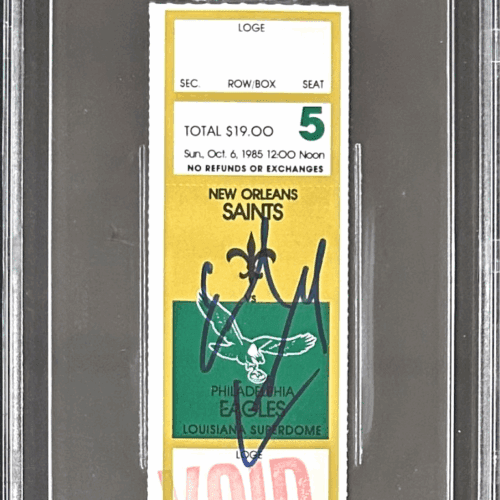 LOGE
SEC. ROW/BOX SEAT
TOTAL $19.00 5
Sun., Oct. 6, 1985 12:00 Noon
NO REFUNDS OR EXCHANGES
NEW ORLEANS
SAINTS
VS
PHILADELPHIA
EAGLES
LOUISIANA SUPERDOME
LOGE
VOID